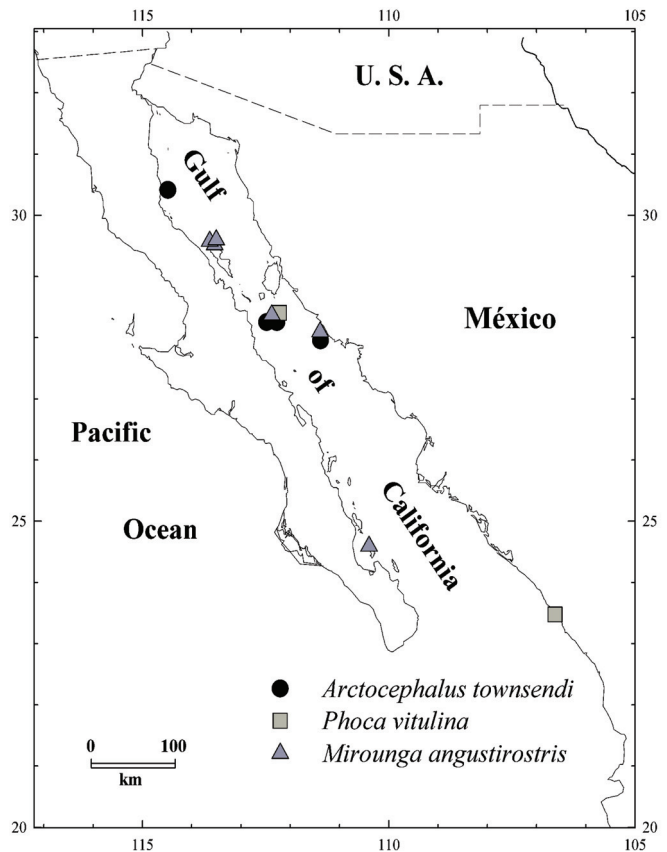 115 110 105
U. S. A.
Gulf
30 30
México
of
Pacific
Ocean
California
25 25
Arctocephalus townsendi
Phoca vitulina
Mirounga angustirostris
0 100
km
20 20
115 110 105